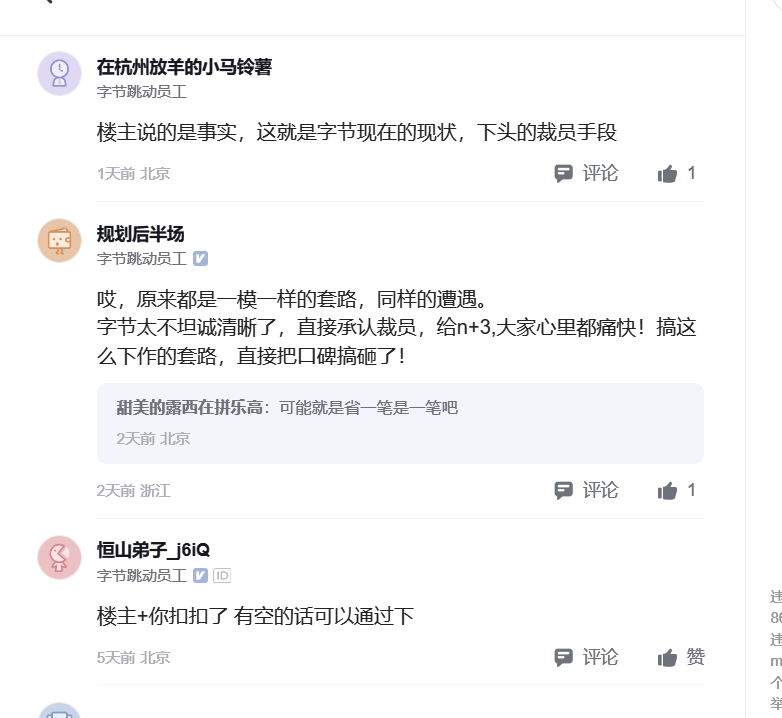 在杭州放羊的小马铃薯
字节跳动员工
楼主说的是事实，这就是字节现在的现状，下头的裁员手段
1天前 北京
评论
1
规划后半场
字节跳动员工
哎，原来都是一模一样的套路，同样的遭遇。
字节太不坦诚清晰了，直接承认裁员，给n+3,大家心里都痛快！搞这
么下作的套路，直接把口碑搞砸了！
甜美的露西在拼乐高：可能就是省一笔是一笔吧
2天前 北京
2天前 浙江
评论
1
恒山弟子_j6iQ
字节跳动员工 ID
楼主+你扣扣了 有空的话可以通过下
5天前 北京
评论
赞
违
86
违
m
个
举